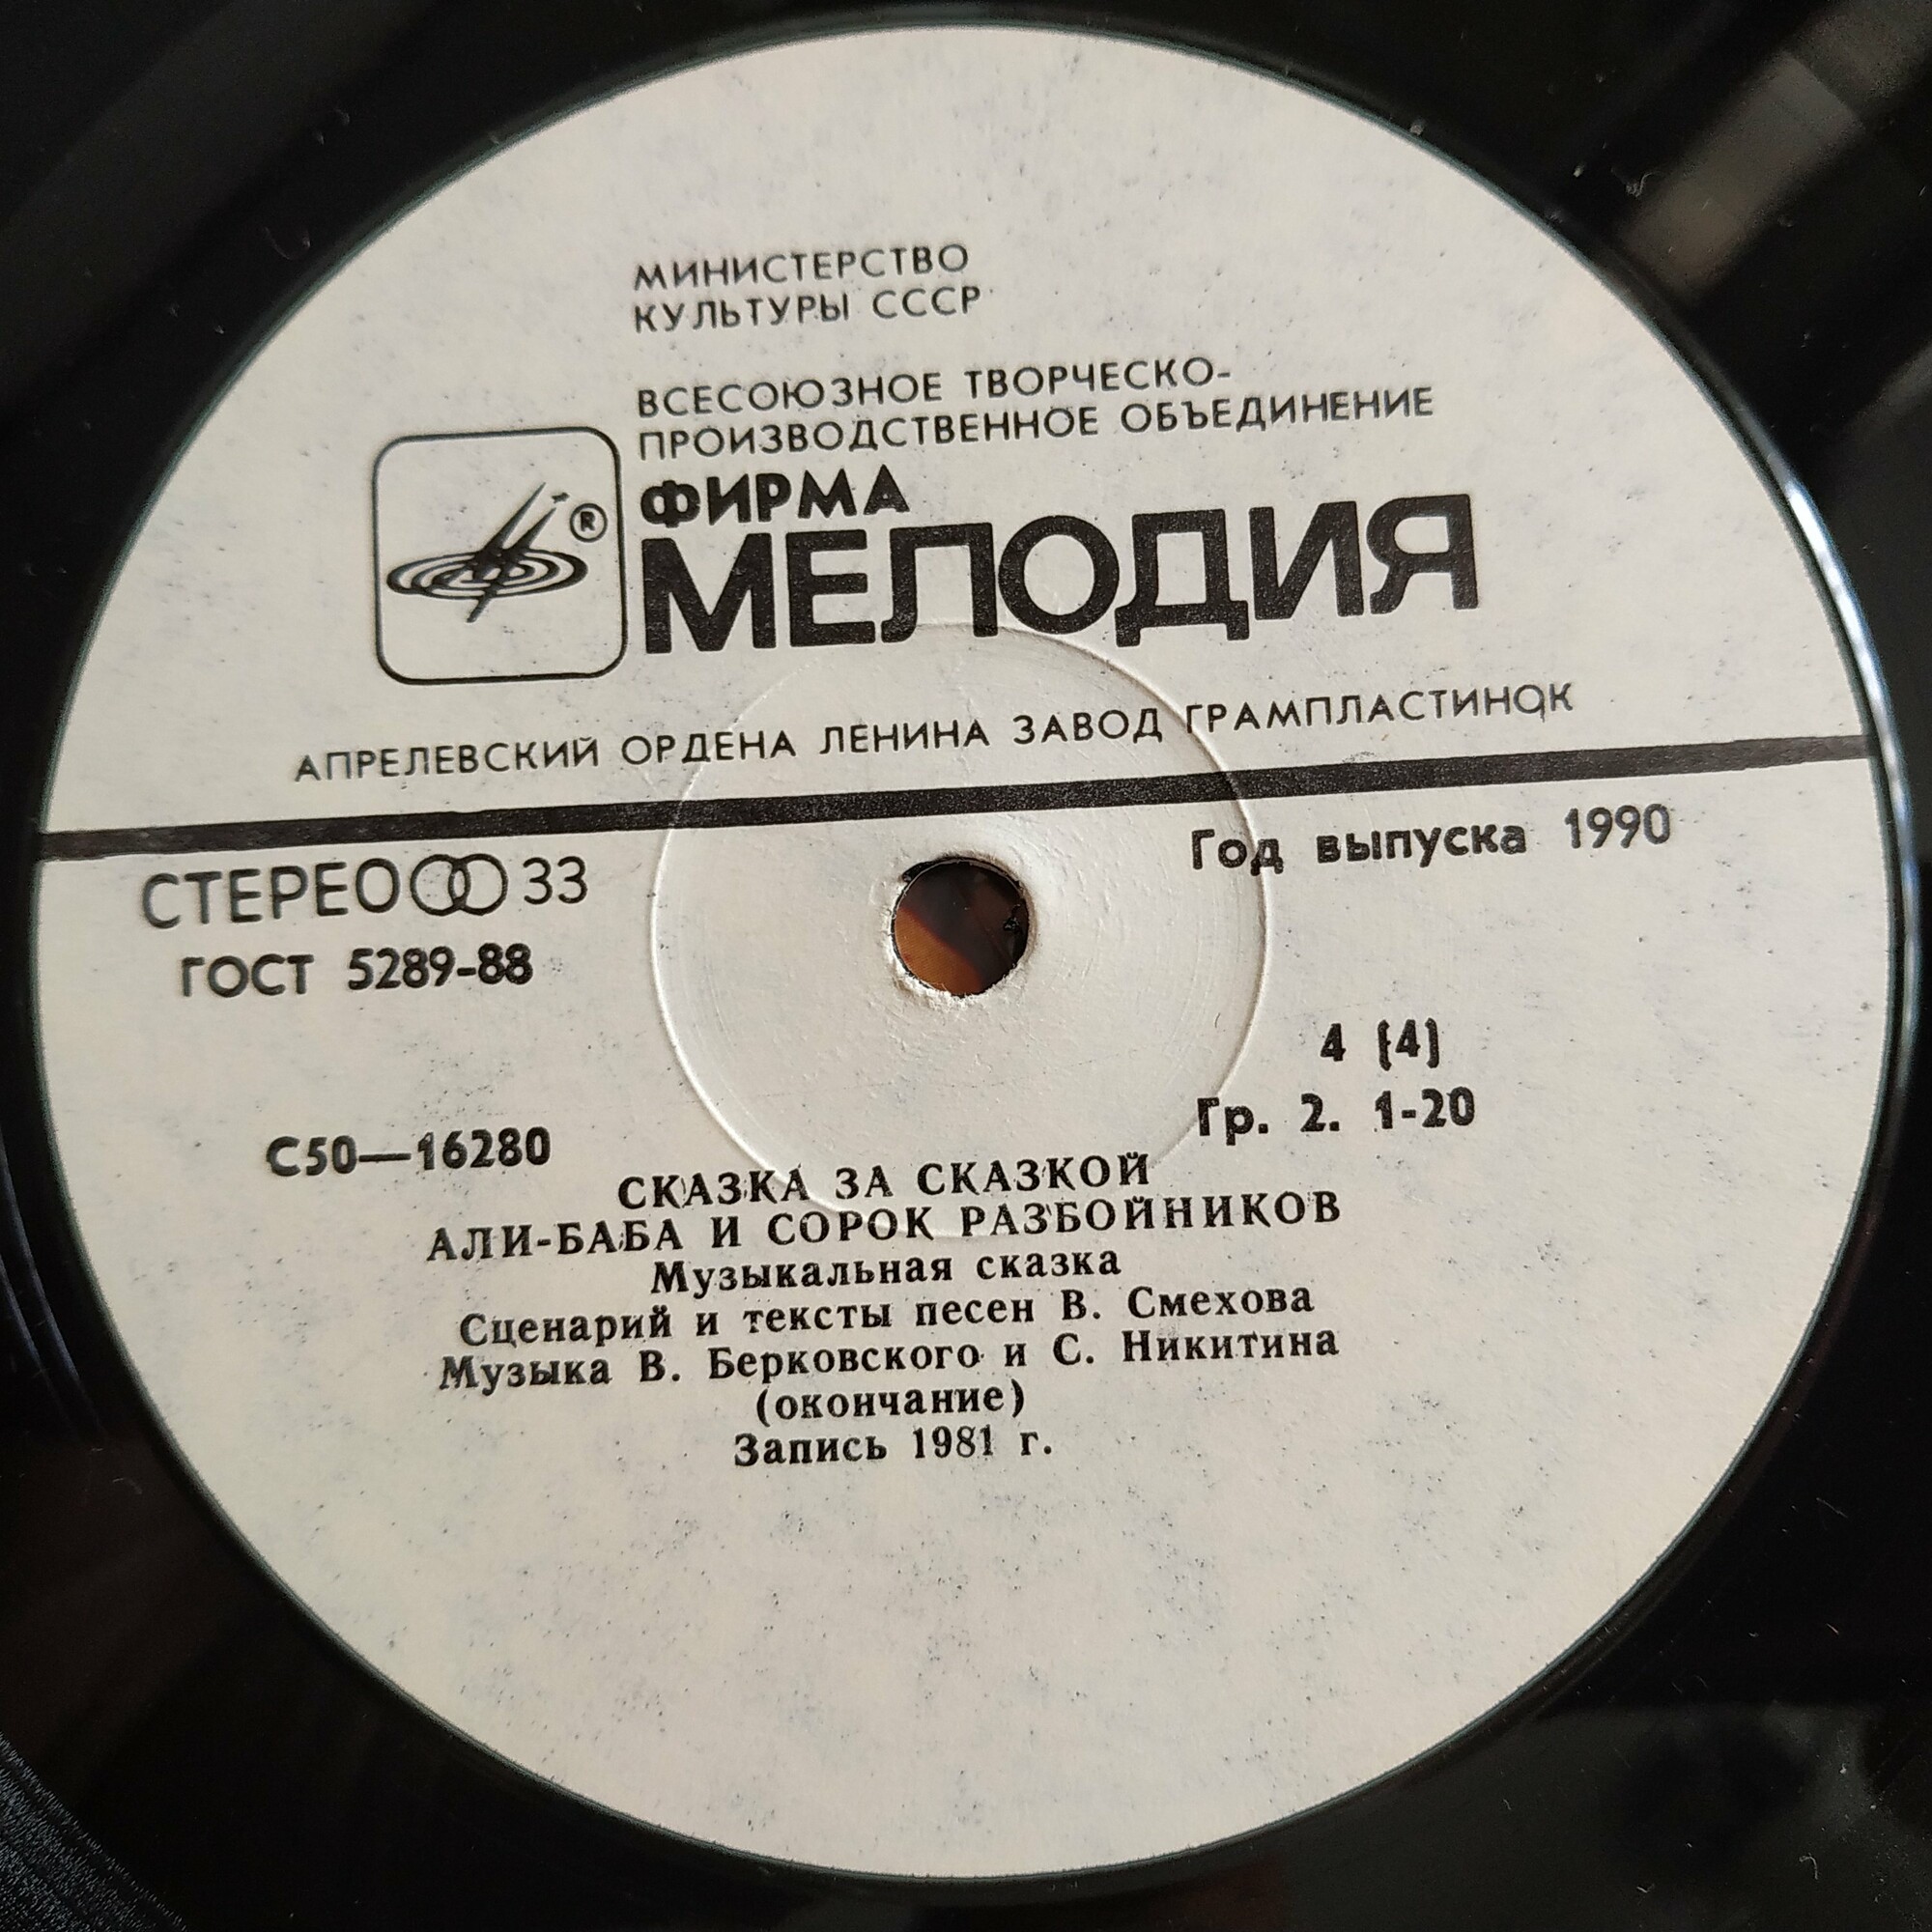 МИНИСТЕРСТВО
КУЛЬТУРЫ СССР
ВСЕСОЮЗНОЕ ТВОРЧЕСКО-
ПРОИЗВОДСТВЕННОЕ ОБЪЕДИНЕНИЕ
®
ФИРМА
МЕЛОДИЯ
АПРЕЛЕВСКИЙ ОРДЕНА ЛЕНИНА ЗАВОД ГРАМПЛАСТИНОК
СТЕРЕО 33
Год выпуска 1990
ГОСТ 5289-88
4 (4)
Гр. 2. 1-20
С50—16280
СКАЗКА ЗА СКАЗКОЙ
АЛИ-БАБА И СОРОК РАЗБОЙНИКОВ
Музыкальная сказка
Сценарий и тексты песен В. Смехова
Музыка В. Берковского и С. Никитина
(окончание)
Запись 1981 г.